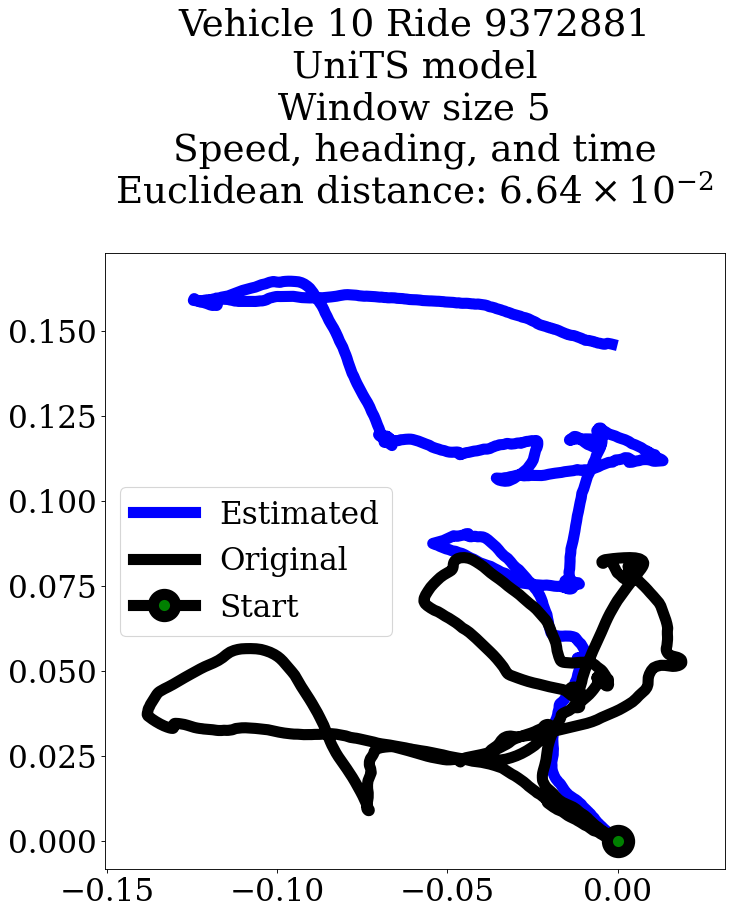 Vehicle 10 Ride 9372881
UniTS model
Window size 5
Speed, heading, and time
Euclidean distance: 6.64 × 10⁻²
0.150
0.125
0.100
0.075
0.050
0.025
0.000
Estimated
Original
Start
−0.15 −0.10 −0.05 0.00